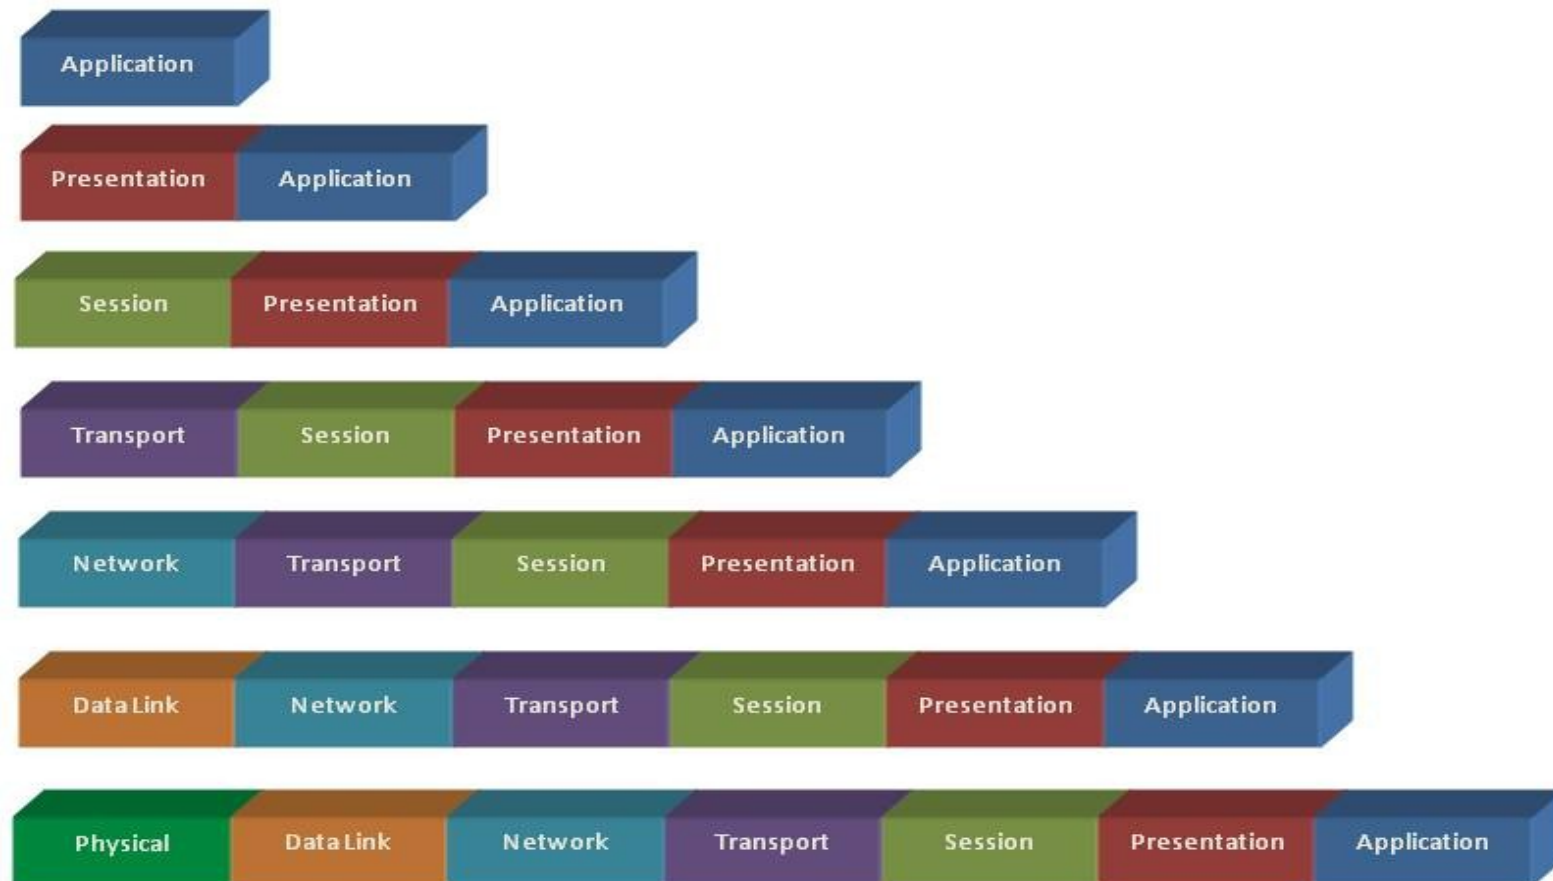 Application
Presentation Application
Session Presentation Application
Transport Session Presentation Application
Network Transport Session Presentation Application
Data Link Network Transport Session Presentation Application
Physical Data Link Network Transport Session Presentation Application